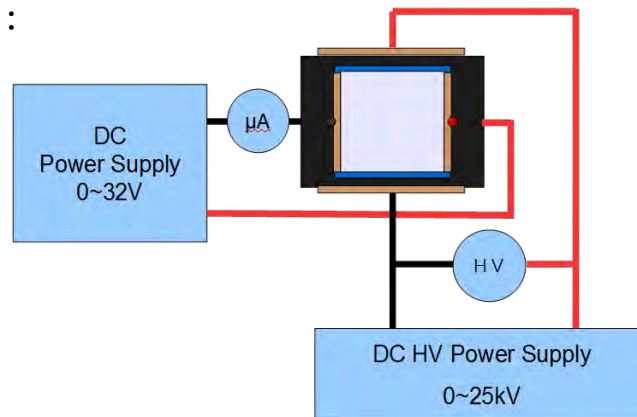 :
DC
Power Supply
0~32V
μA
H V
DC HV Power Supply
0~25kV